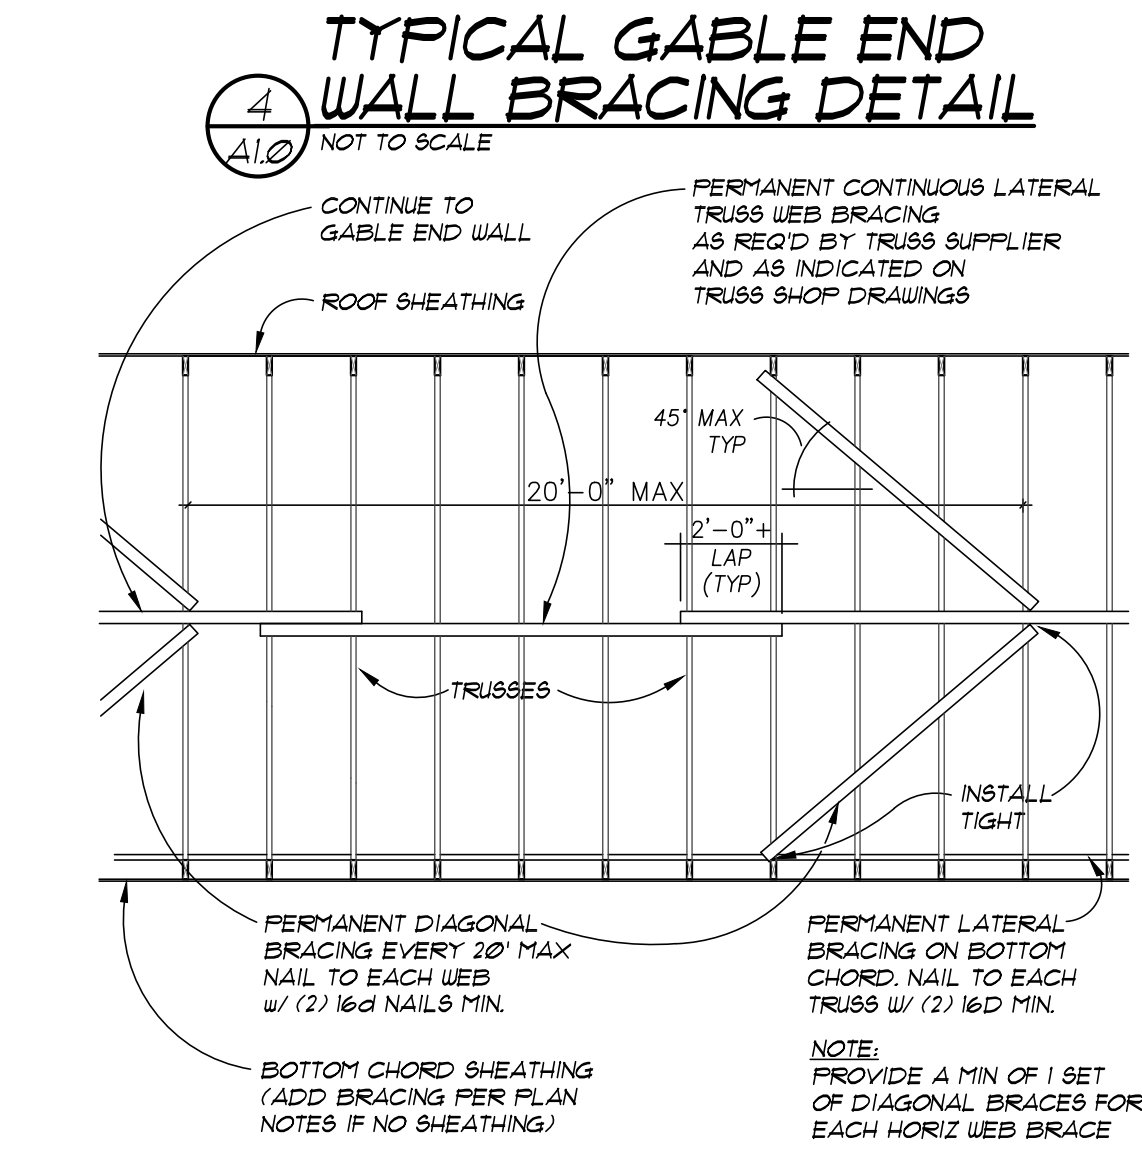 TYPICAL GABLE END
WALL BRACING DETAIL
4
A1.0
NOT TO SCALE
CONTINUE TO
GABLE END WALL
ROOF SHEATHING
PERMANENT CONTINUOUS LATERAL
TRUSS WEB BRACING
AS REQ'D BY TRUSS SUPPLIER
AND AS INDICATED ON
TRUSS SHOP DRAWINGS
45° MAX
TYP
20'-0" MAX
2'-0"+
LAP
(TYP)
TRUSSES
INSTALL
TIGHT
PERMANENT DIAGONAL
BRACING EVERY 20' MAX
NAIL TO EACH WEB
w/ (2) 16d NAILS MIN.
PERMANENT LATERAL
BRACING ON BOTTOM
CHORD. NAIL TO EACH
TRUSS W/ (2) 16D MIN.
BOTTOM CHORD SHEATHING
(ADD BRACING PER PLAN
NOTES IF NO SHEATHING)
NOTE:
PROVIDE A MIN OF 1 SET
OF DIAGONAL BRACES FOR
EACH HORIZ WEB BRACE